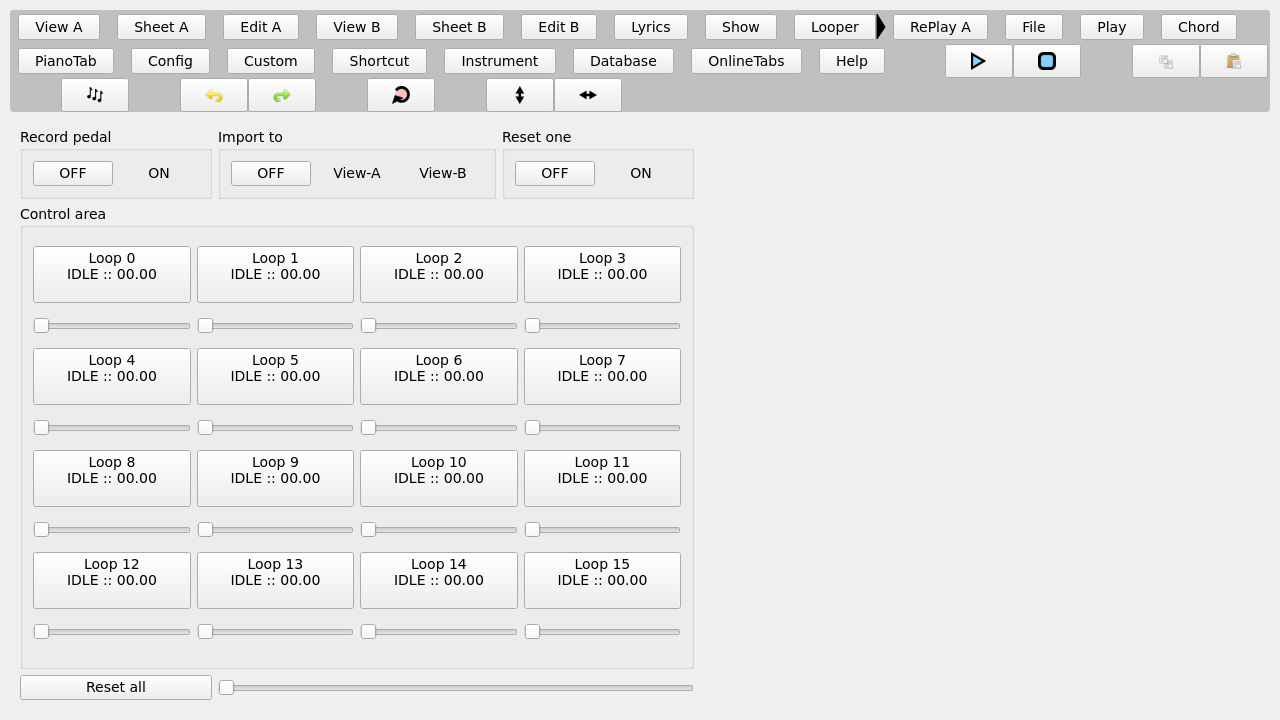 View A Sheet A Edit A View B Sheet B Edit B Lyrics Show Looper RePlay A File Play Chord
PianoTab Config Custom Shortcut Instrument Database OnlineTabs Help
Record pedal Import to Reset one
OFF ON OFF View-A View-B OFF ON
Control area
Loop 0 Loop 1 Loop 2 Loop 3
IDLE :: 00.00 IDLE :: 00.00 IDLE :: 00.00 IDLE :: 00.00
Loop 4 Loop 5 Loop 6 Loop 7
IDLE :: 00.00 IDLE :: 00.00 IDLE :: 00.00 IDLE :: 00.00
Loop 8 Loop 9 Loop 10 Loop 11
IDLE :: 00.00 IDLE :: 00.00 IDLE :: 00.00 IDLE :: 00.00
Loop 12 Loop 13 Loop 14 Loop 15
IDLE :: 00.00 IDLE :: 00.00 IDLE :: 00.00 IDLE :: 00.00
Reset all